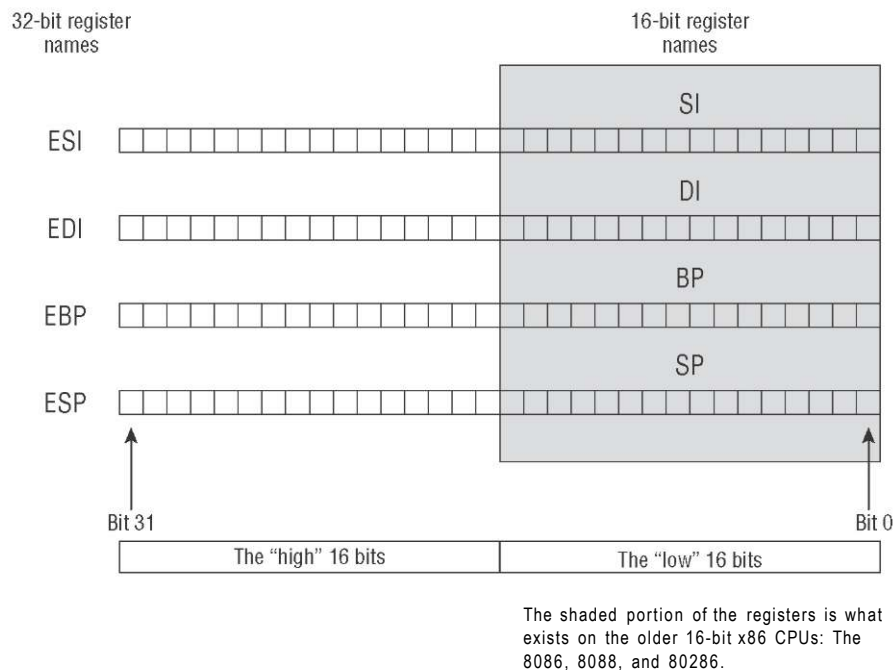 32-bit register
names
16-bit register
names
SI
ESI
DI
EDI
BP
EBP
SP
ESP
Bit 31
Bit 0
The “high” 16 bits
The “low” 16 bits
The shaded portion of the registers is what
exists on the older 16-bit x86 CPUs: The
8086, 8088, and 80286.